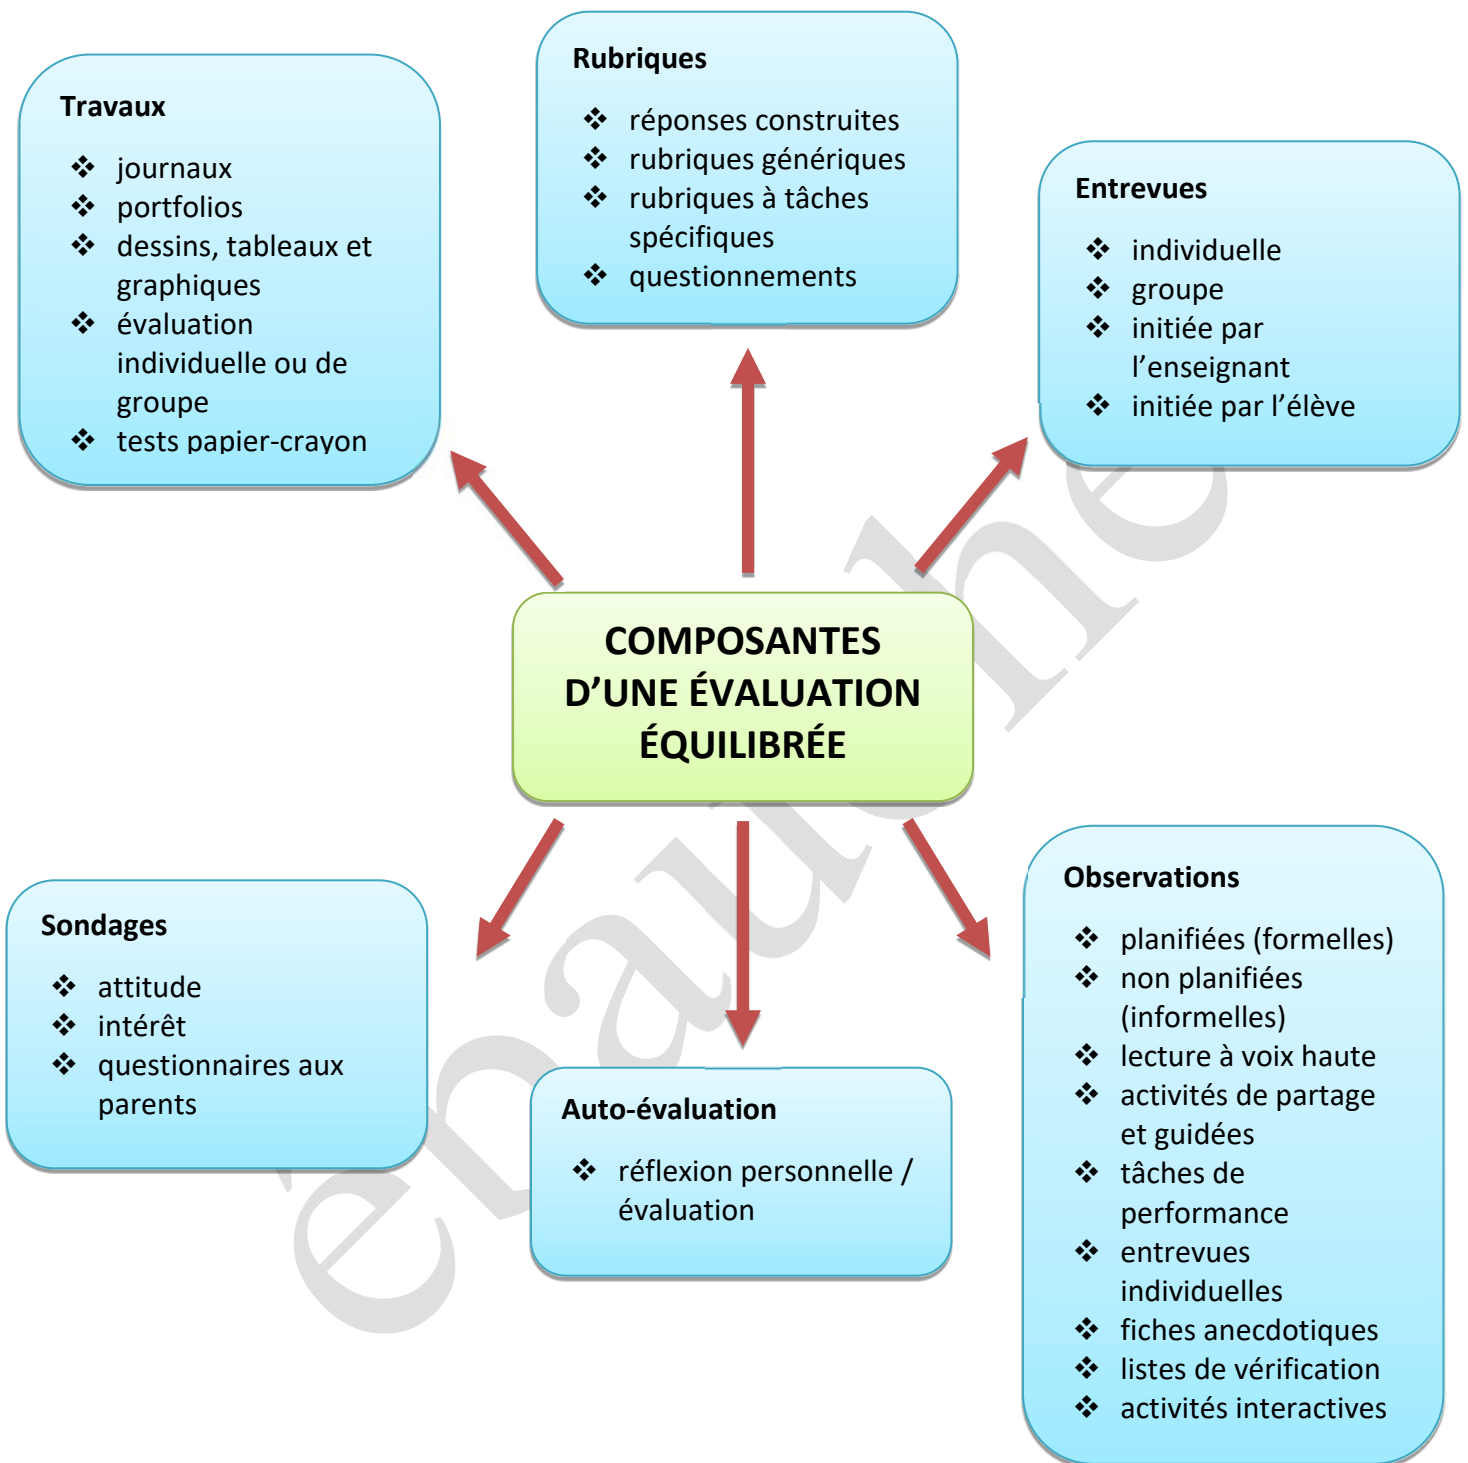 Travaux
❖ journaux
❖ portfolios
❖ dessins, tableaux et
graphiques
❖ évaluation
individuelle ou de
groupe
❖ tests papier-crayon
Rubriques
❖ réponses construites
❖ rubriques génériques
❖ rubriques à tâches
spécifiques
❖ questionnements
Entrevues
❖ individuelle
❖ groupe
❖ initiée par
l’enseignant
❖ initiée par l’élève
COMPOSANTES
D’UNE ÉVALUATION
ÉQUILIBRÉE
Sondages
❖ attitude
❖ intérêt
❖ questionnaires aux
parents
Auto-évaluation
❖ réflexion personnelle /
évaluation
Observations
❖ planifiées (formelles)
❖ non planifiées
(informelles)
❖ lecture à voix haute
❖ activités de partage
et guidées
❖ tâches de
performance
❖ entrevues
individuelles
❖ fiches anecdotiques
❖ listes de vérification
❖ activités interactives